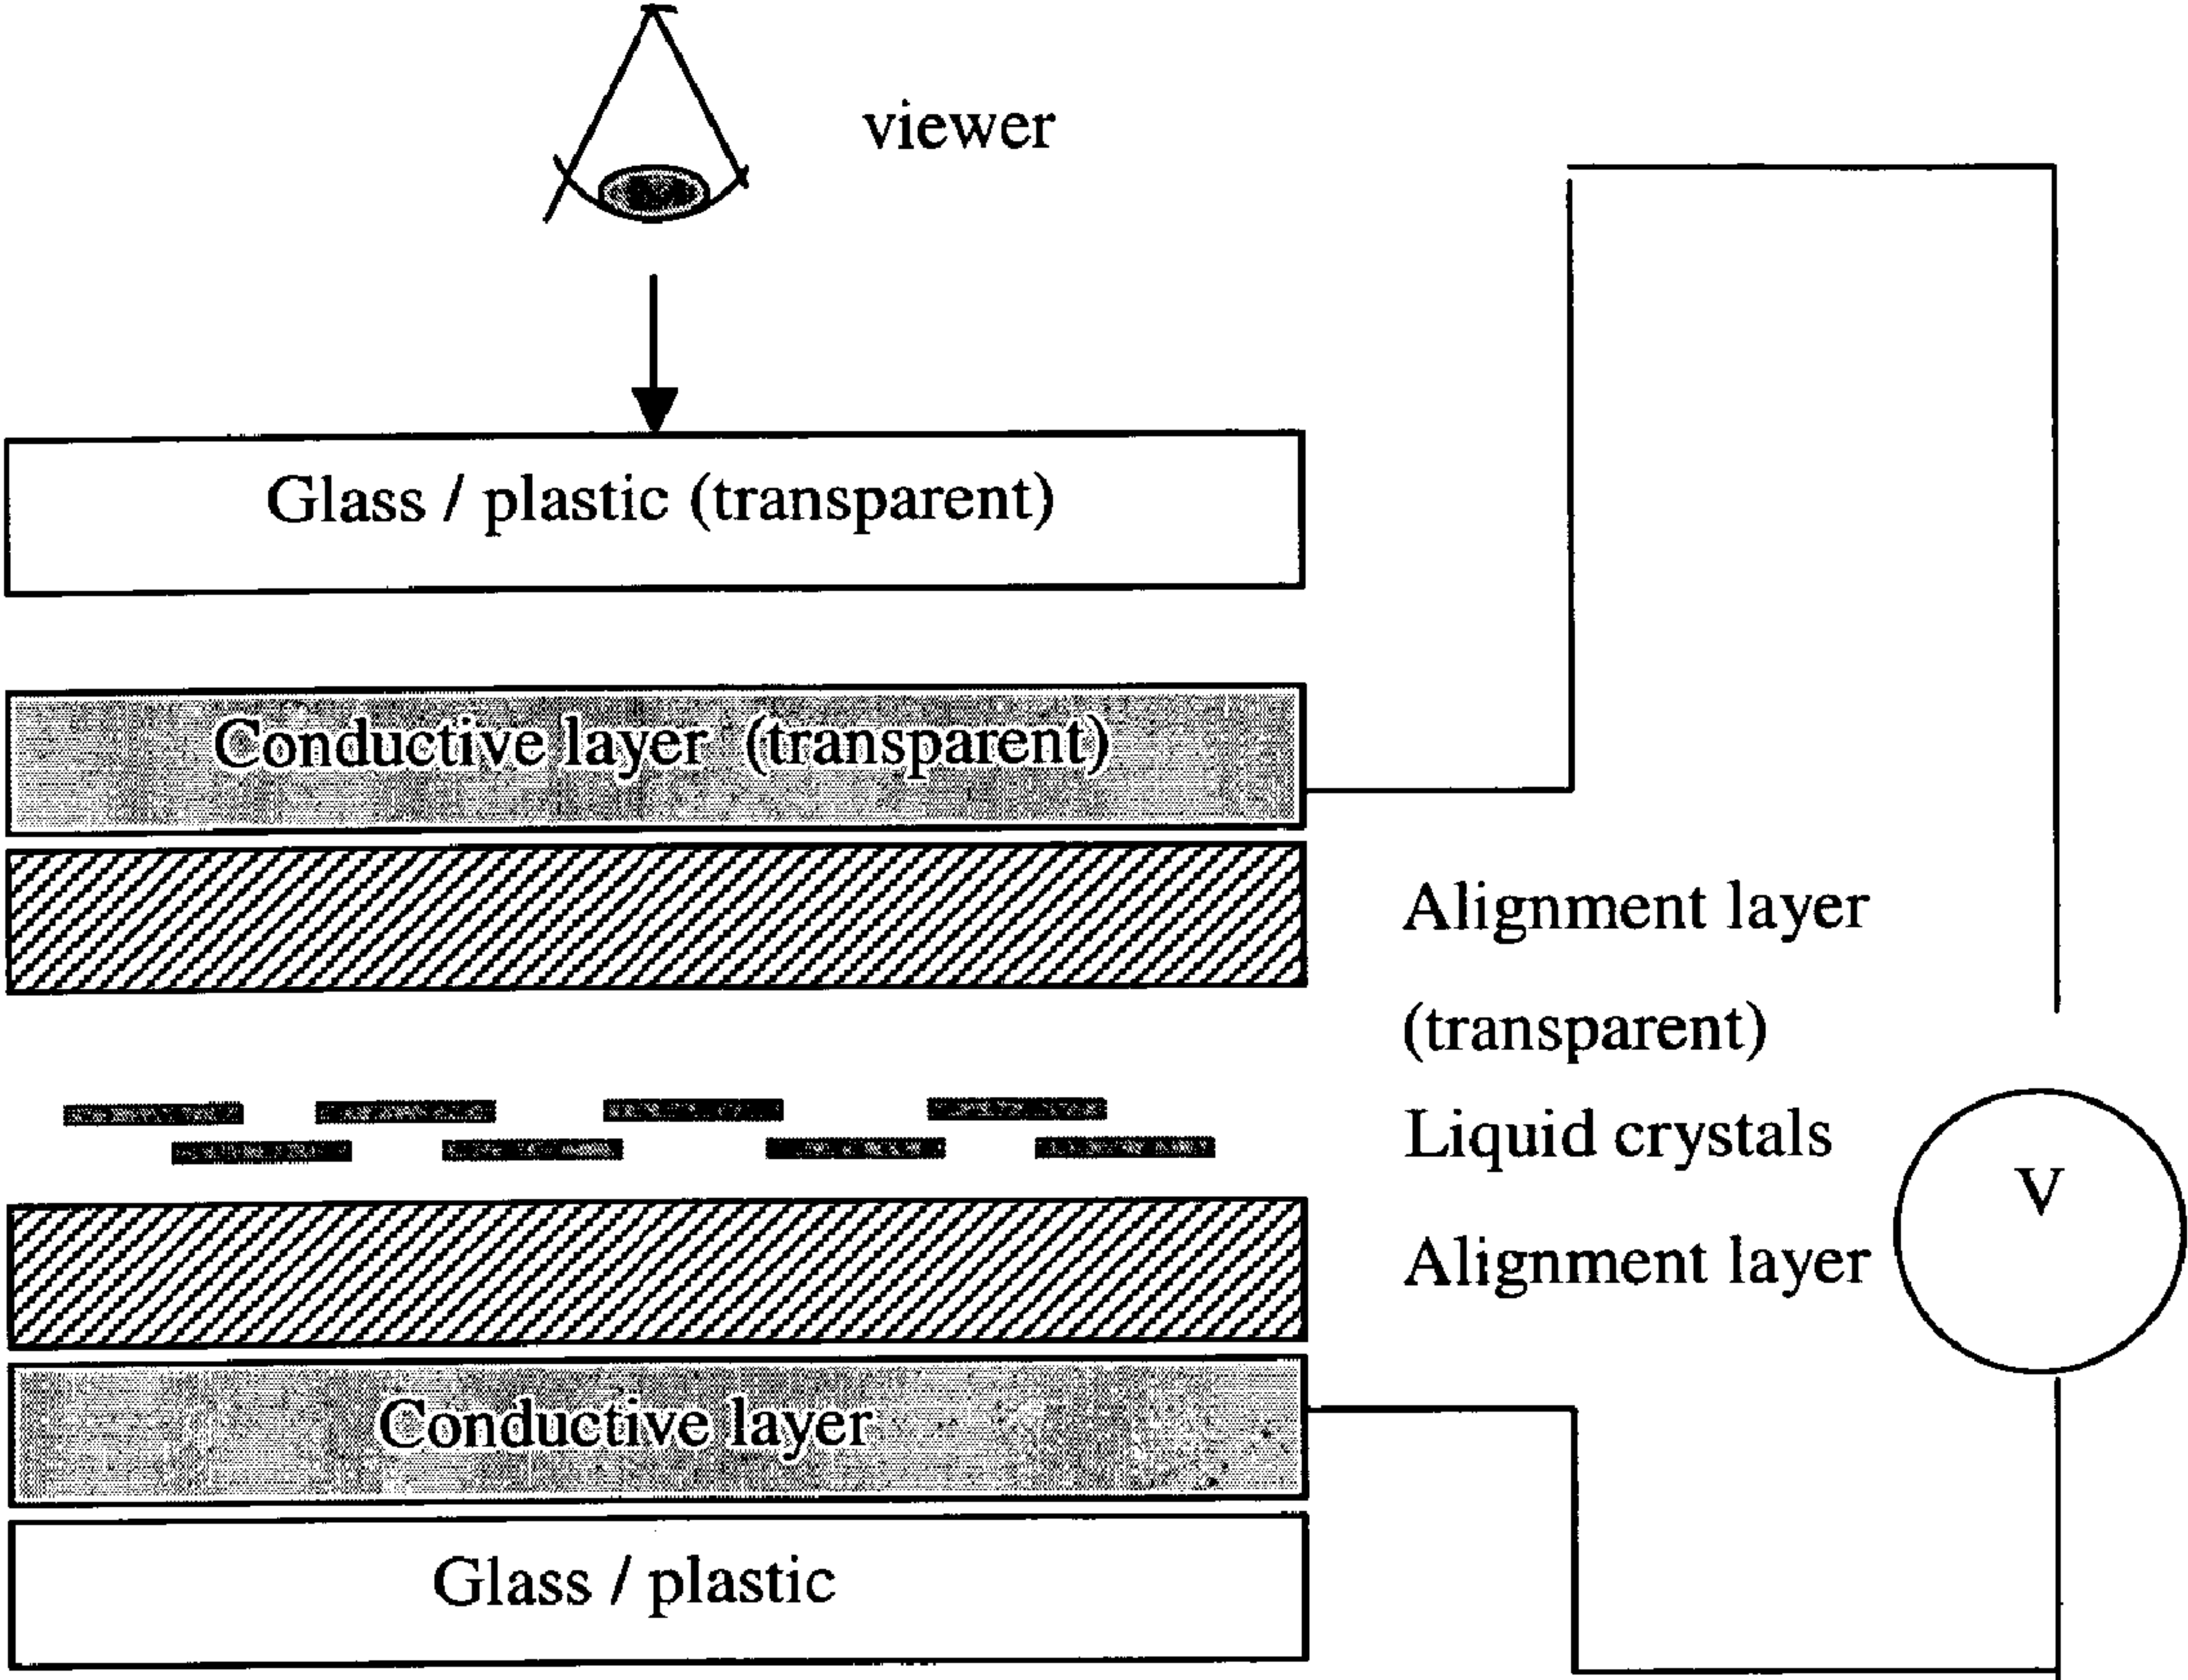 viewer
Glass / plastic (transparent)
Conductive layer (transparent)
Alignment layer
(transparent)
Liquid crystals
V
Alignment layer
Conductive layer
Glass / plastic